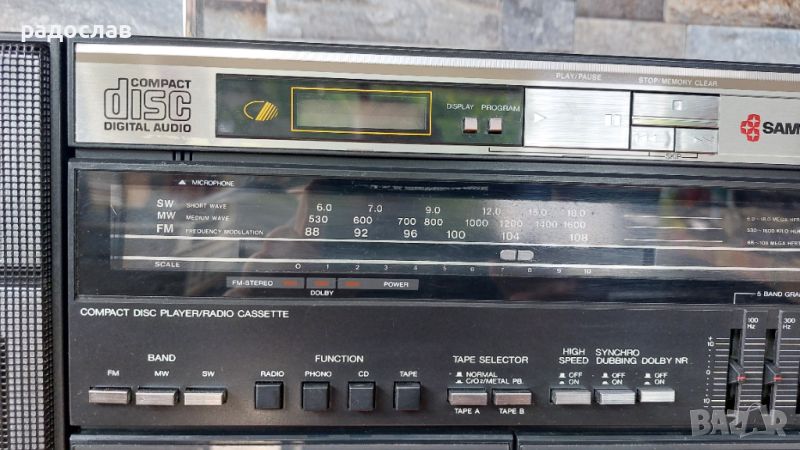 радослав
COMPACT
disc
DIGITAL AUDIO
DISPLAY PROGRAM
PLAY/PAUSE
STOP/MEMORY CLEAR
SKIP
SAM
MICROPHONE
SW SHORT WAVE 6.0 7.0 9.0 12.0 15.0 18.0
MW MEDIUM WAVE 530 600 700 800 1000 1200 1400 1600
FM FREQUENCY MODULATION 88 92 96 100 104 108
SCALE 0 1 2 3 4 5 6 7 8 9 10
FM-STEREO DOLBY POWER
COMPACT DISC PLAYER/RADIO CASSETTE
5 BAND GRA
100 Hz 300 Hz
BAND
FM MW SW
FUNCTION
RADIO PHONO CD TAPE
TAPE SELECTOR
NORMAL
CrO2/METAL PB.
TAPE A TAPE B
HIGH SPEED
SYNCHRO DUBBING
DOLBY NR
OFF OFF OFF
ON ON ON
BAZAR